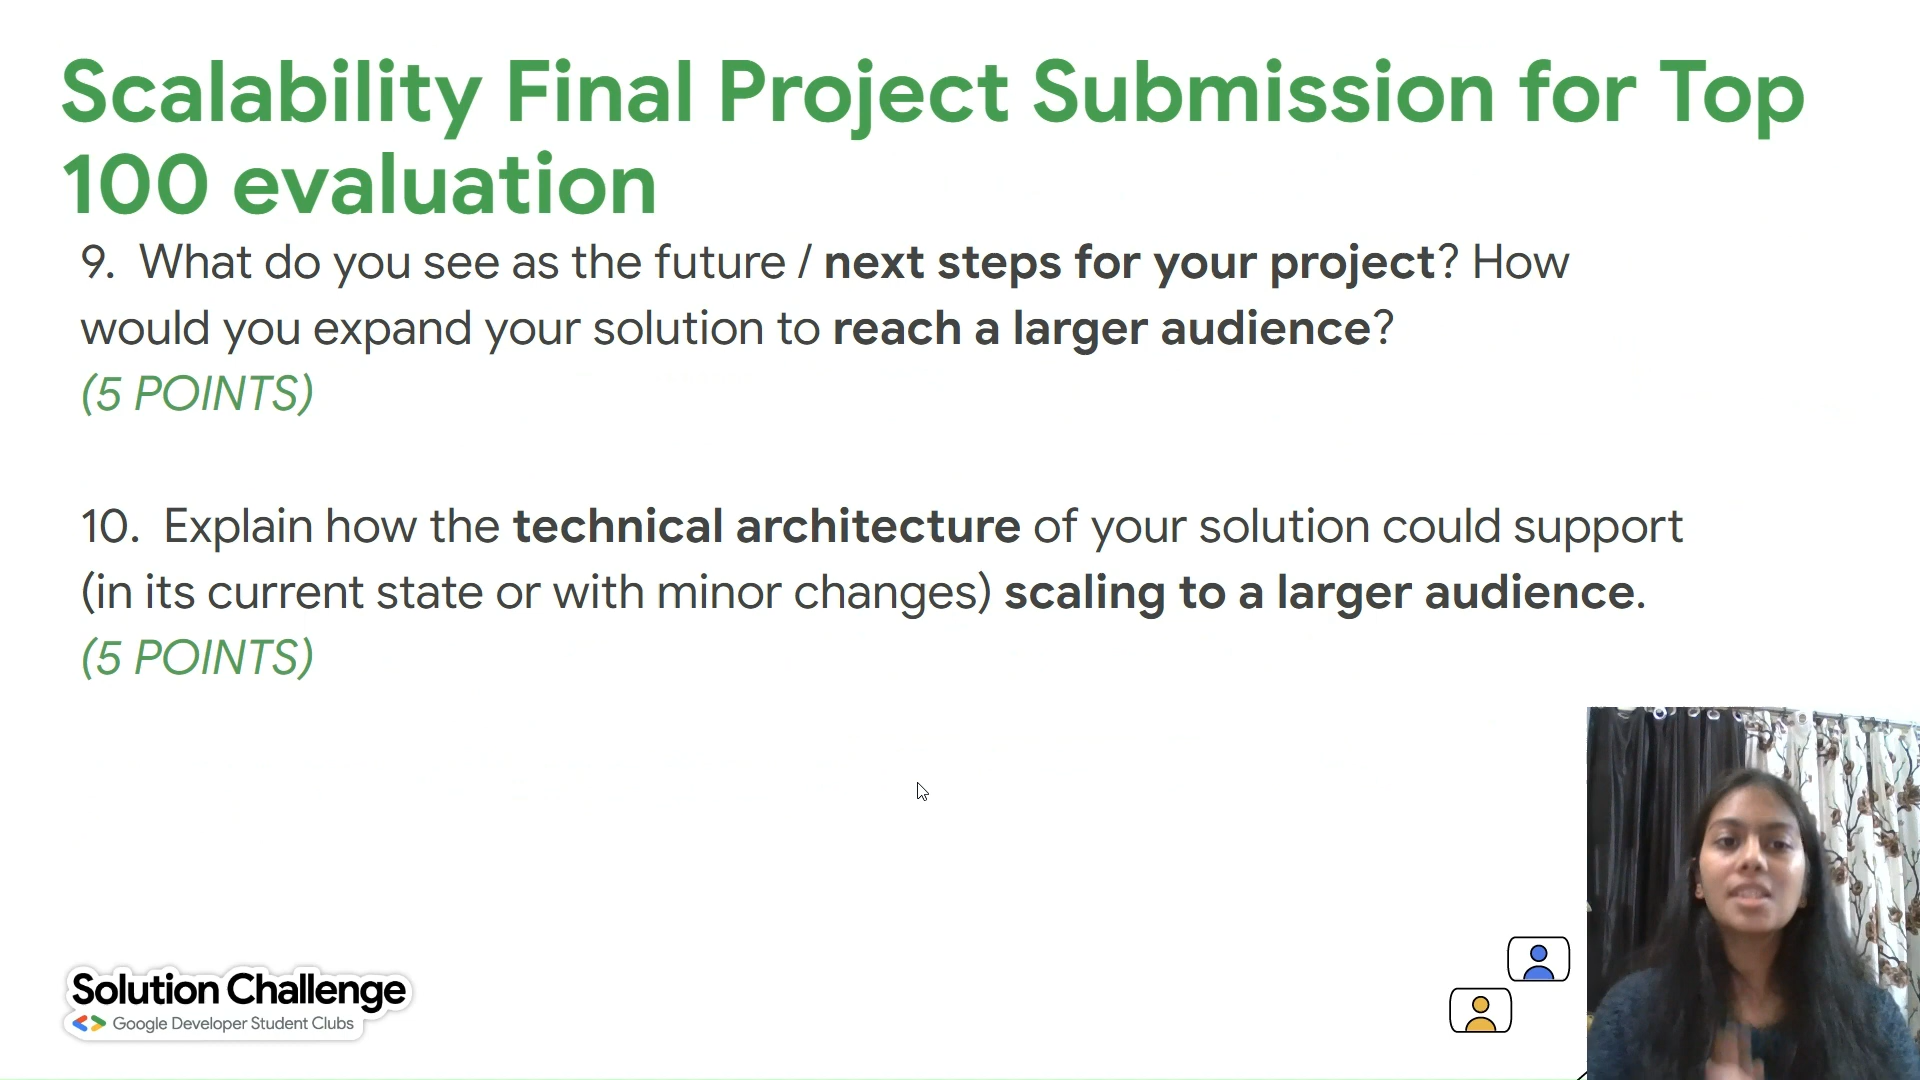 Scalability Final Project Submission for Top
100 evaluation
9. What do you see as the future / next steps for your project? How
would you expand your solution to reach a larger audience?
(5 POINTS)
10. Explain how the technical architecture of your solution could support
(in its current state or with minor changes) scaling to a larger audience.
(5 POINTS)
Solution Challenge
Google Developer Student Clubs